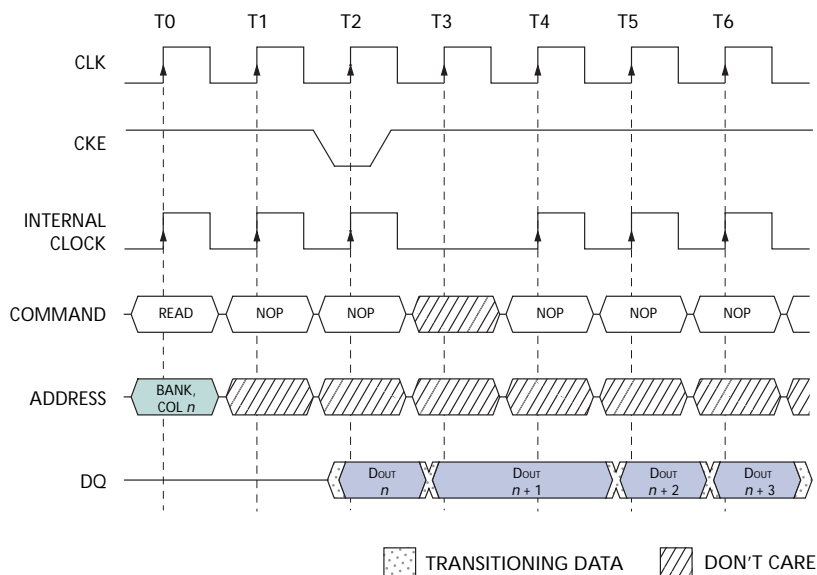 T0 T1 T2 T3 T4 T5 T6
CLK
CKE
INTERNAL
CLOCK
COMMAND READ NOP NOP NOP NOP NOP
ADDRESS BANK,
COL n
DQ DOUT DOUT DOUT DOUT
n n + 1 n + 2 n + 3
TRANSITIONING DATA DON'T CARE